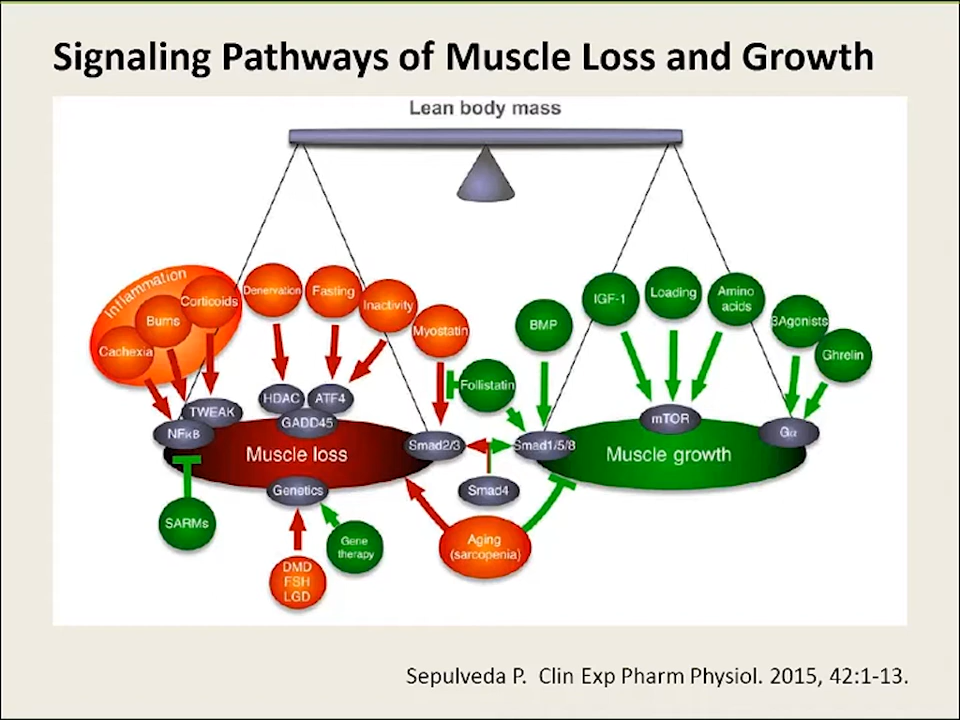 Signaling Pathways of Muscle Loss and Growth
Lean body mass
Inflammation
Cachexia
Burns
Corticoids
Denervation
Fasting
Inactivity
Myostatin
BMP
Follistatin
IGF-1
Loading
Amino
acids
βAgonists
Ghrelin
TWEAK
NFκB
HDAC
ATF4
GADD45
Muscle loss
Smad2/3
Smad1/5/8
Smad4
mTOR
Muscle growth
Gα
Genetics
SARMs
DMD
FSH
LGD
Gene
therapy
Aging
(sarcopenia)
Sepulveda P. Clin Exp Pharm Physiol. 2015, 42:1-13.